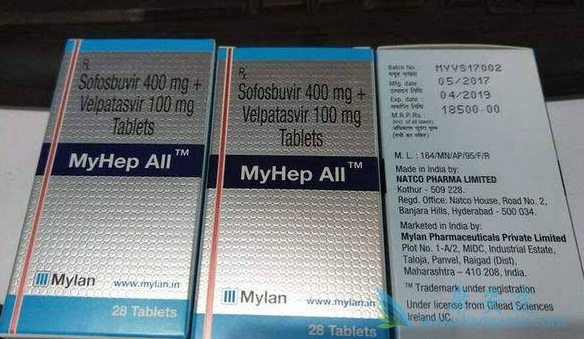 Rx
Sofosbuvir 400 mg +
Velpatasvir 100 mg
Tablets
MyHep All™
Mylan
www.mylan.in
28 Tablets
Rx
Sofosbuvir 400 mg +
Velpatasvir 100 mg
Tablets
MyHep All™
Mylan
www.mylan.in
28 Tablets
Batch No. MYVS17002
Mfg. date 05/2017
Exp. date 04/2019
M.R.P. Rs. 18500-00
M. L. : 164/MN/AP/95/F/R
Made in India by:
NATCO PHARMA LIMITED
Kothur - 509 228.
Regd. Office: Natco House, Road No. 2,
Banjara Hills, Hyderabad - 500 034.
Marketed in India by:
Mylan Pharmaceuticals Private Limited
Plot No. 1-A/2, MIDC, Industrial Estate,
Taloja, Panvel, Raigad (Dist),
Maharashtra – 410 208, India.
™ Trademark under registration
Under license from Gilead Sciences
Ireland UC.